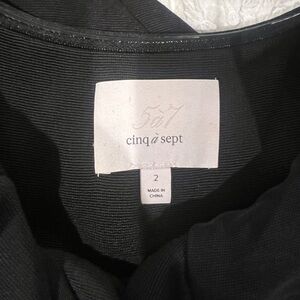 5à7
cinq à sept
2
MADE IN
CHINA